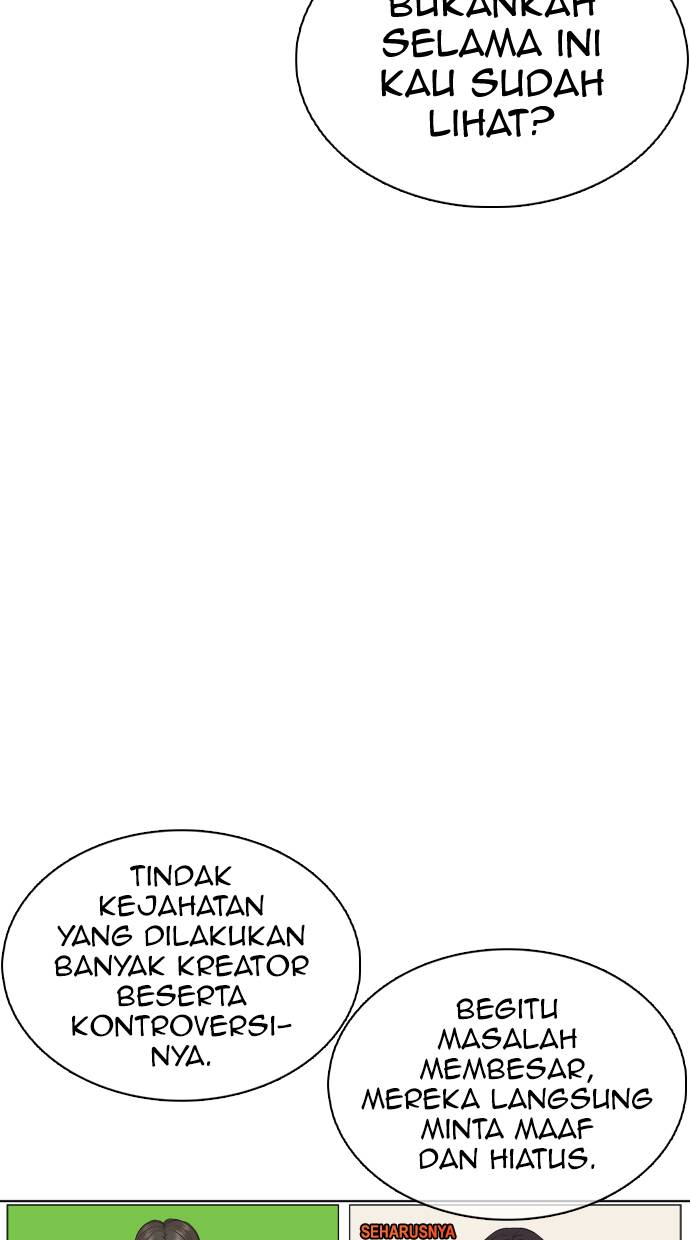 BUKANKAH
SELAMA INI
KAU SUDAH
LIHAT?
TINDAK
KEJAHATAN
YANG DILAKUKAN
BANYAK KREATOR
BESERTA
KONTROVERSI-
NYA.
BEGITU
MASALAH
MEMBESAR,
MEREKA LANGSUNG
MINTA MAAF
DAN HIATUS.
SEHARUSNYA